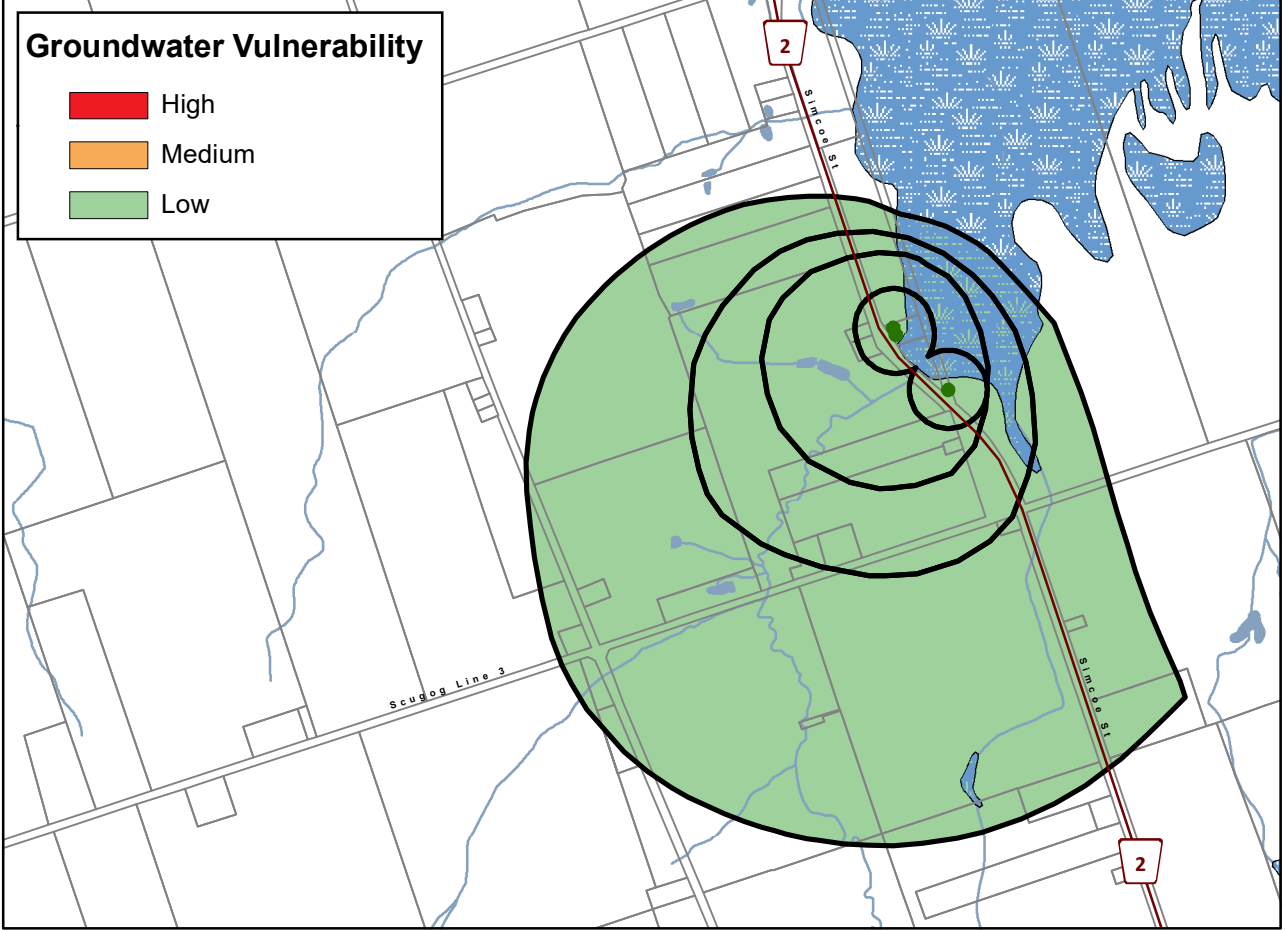 Groundwater Vulnerability
High
Medium
Low
2
Simcoe St
Scugog Line 3
Simcoe St
2